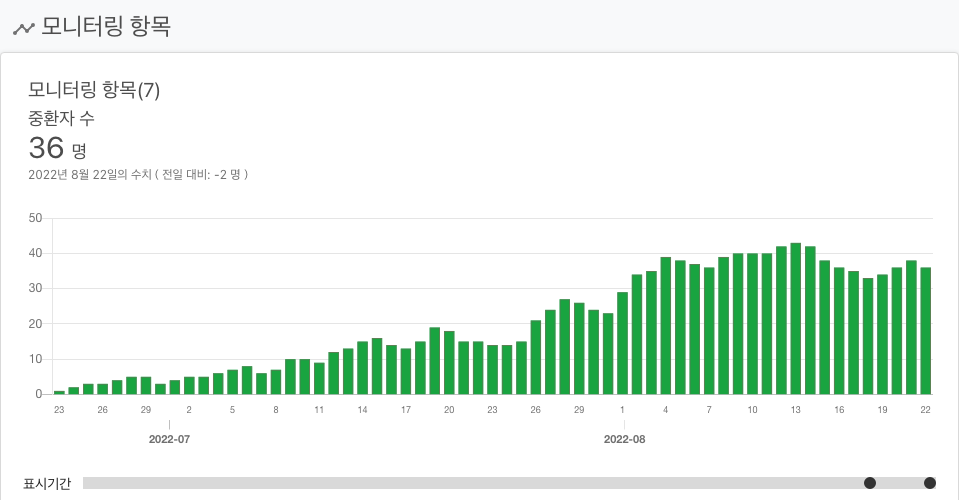 모니터링 항목
모니터링 항목(7)
중환자 수
36 명
2022년 8월 22일의 수치 ( 전일 대비: -2 명 )
50
40
30
20
10
0
23 26 29 2 5 8 11 14 17 20 23 26 29 1 4 7 10 13 16 19 22
2022-07 2022-08
표시기간